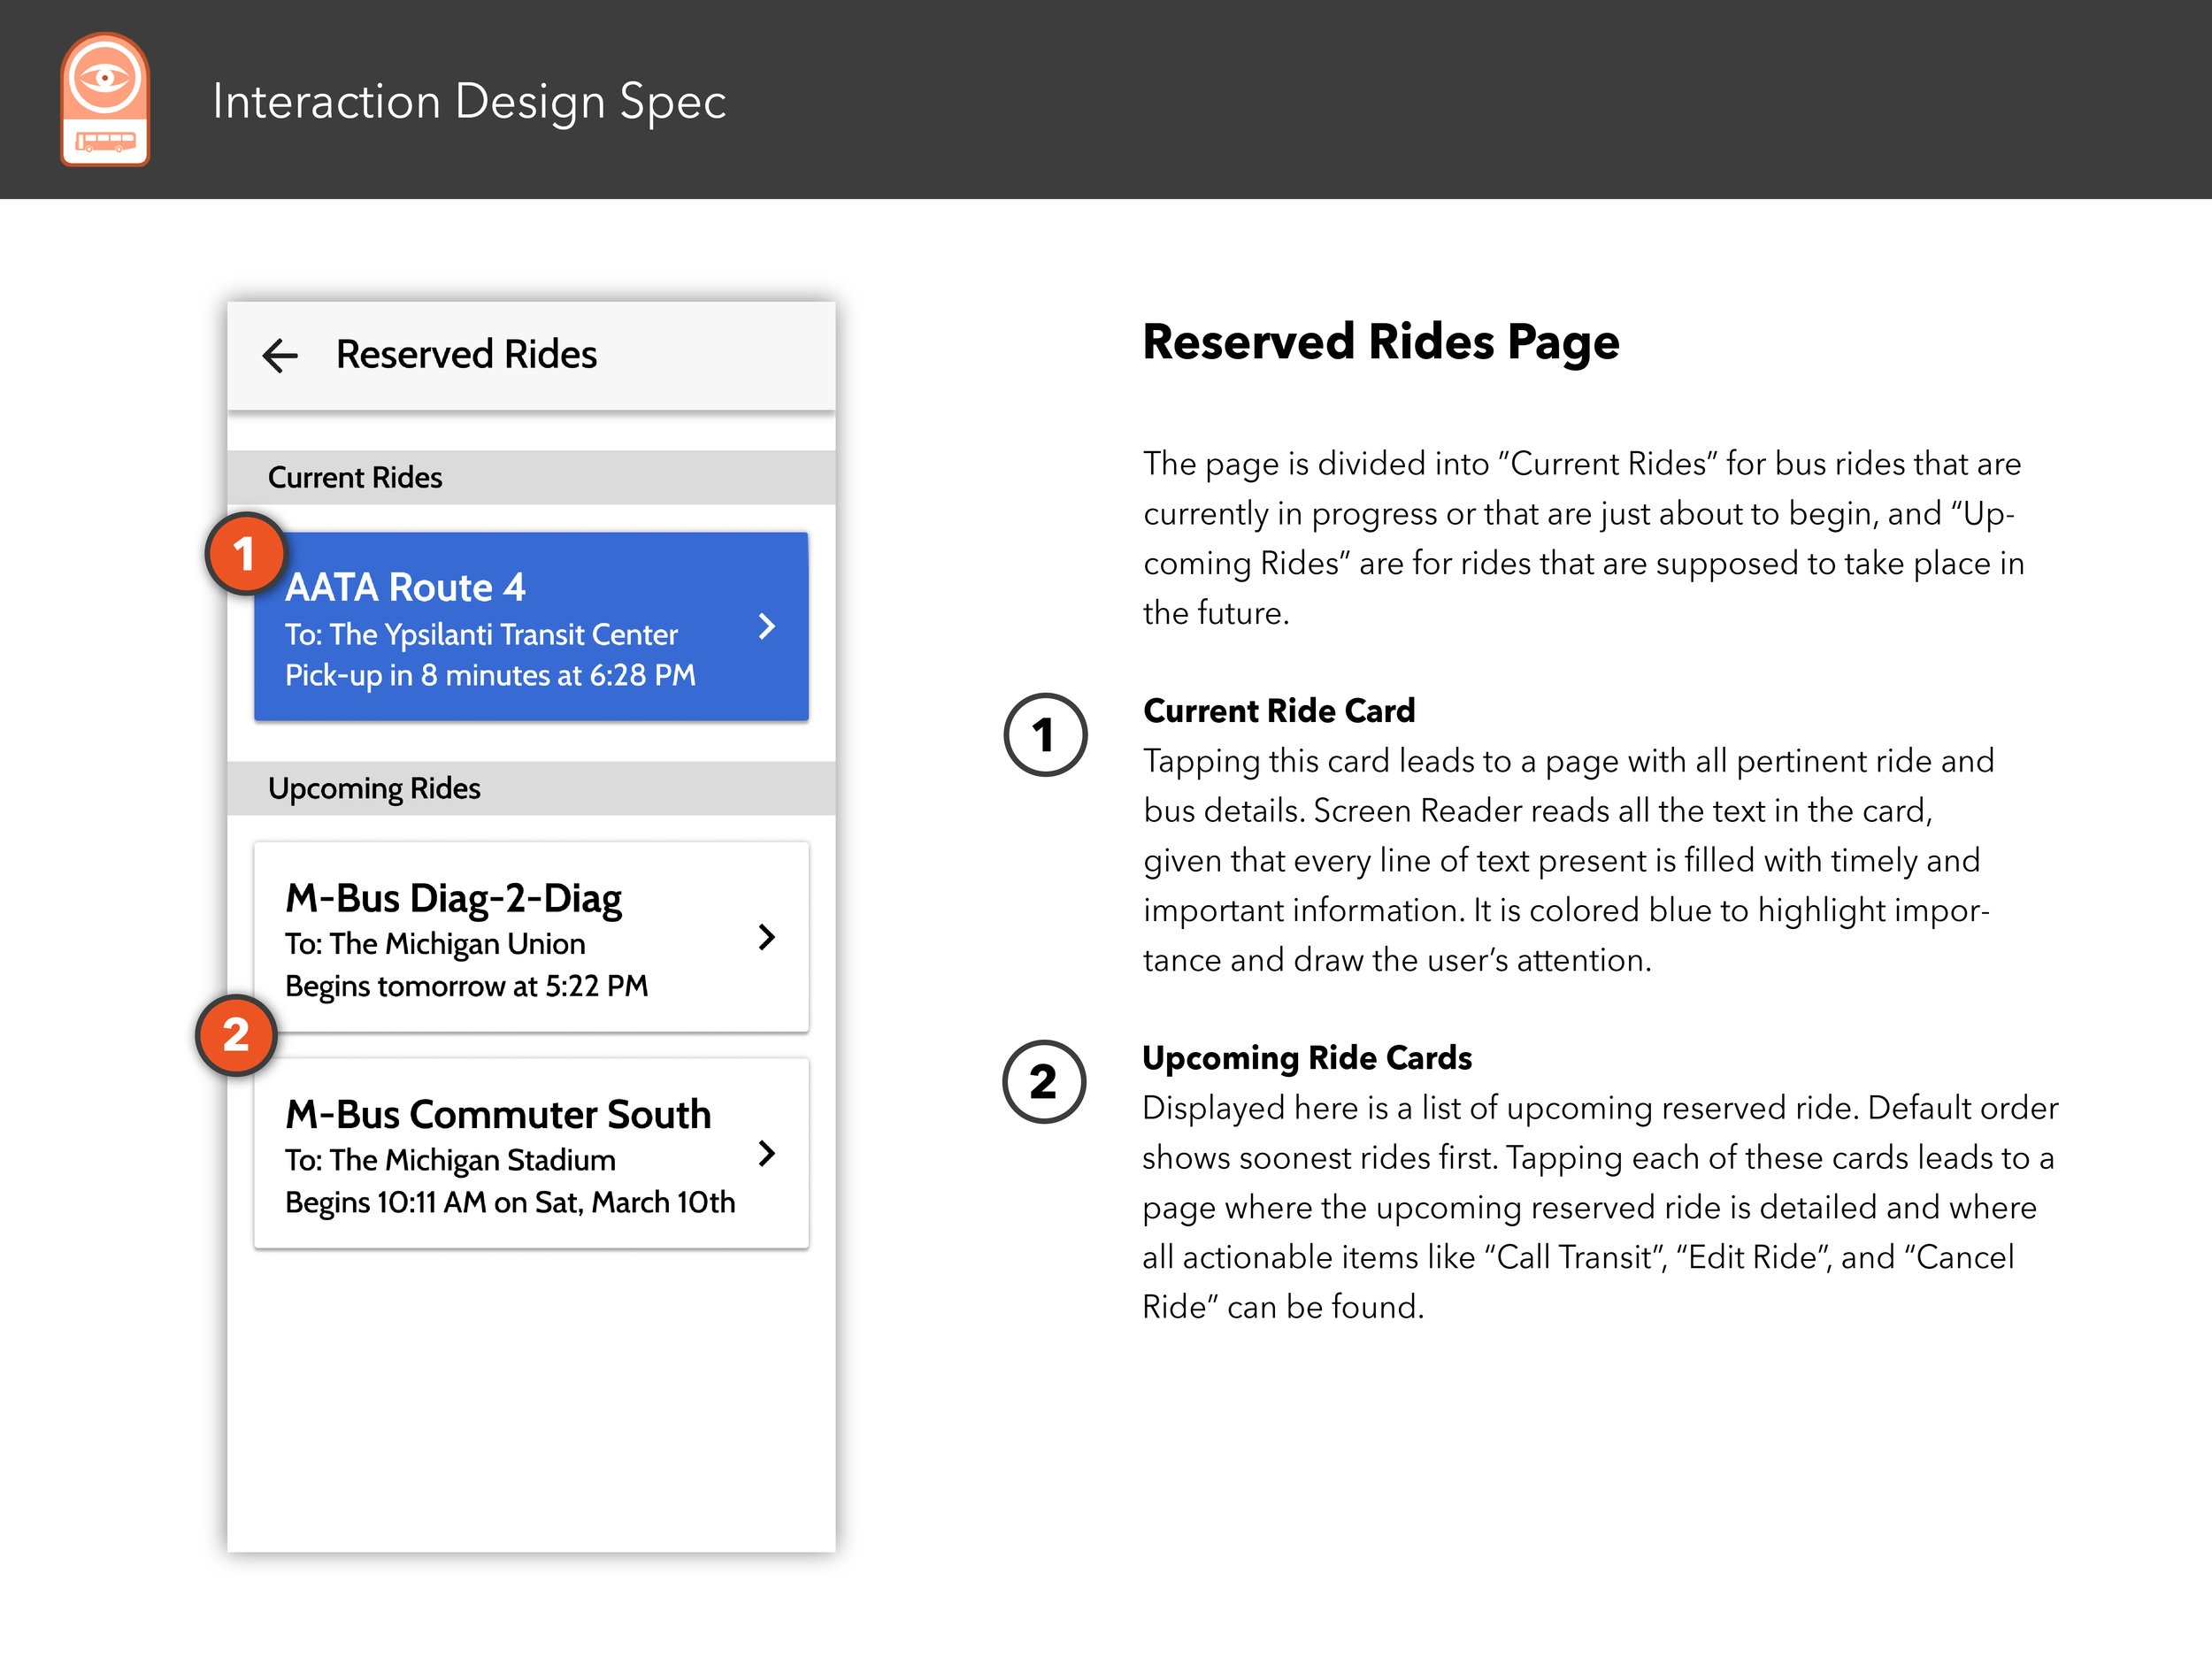 Interaction Design Spec
Reserved Rides
Current Rides
1
AATA Route 4
To: The Ypsilanti Transit Center
Pick-up in 8 minutes at 6:28 PM
Upcoming Rides
M-Bus Diag-2-Diag
To: The Michigan Union
Begins tomorrow at 5:22 PM
2
M-Bus Commuter South
To: The Michigan Stadium
Begins 10:11 AM on Sat, March 10th
Reserved Rides Page
The page is divided into “Current Rides” for bus rides that are
currently in progress or that are just about to begin, and “Up-
coming Rides” are for rides that are supposed to take place in
the future.
1
Current Ride Card
Tapping this card leads to a page with all pertinent ride and
bus details. Screen Reader reads all the text in the card,
given that every line of text present is filled with timely and
important information. It is colored blue to highlight impor-
tance and draw the user’s attention.
2
Upcoming Ride Cards
Displayed here is a list of upcoming reserved ride. Default order
shows soonest rides first. Tapping each of these cards leads to a
page where the upcoming reserved ride is detailed and where
all actionable items like “Call Transit”, “Edit Ride”, and “Cancel
Ride” can be found.